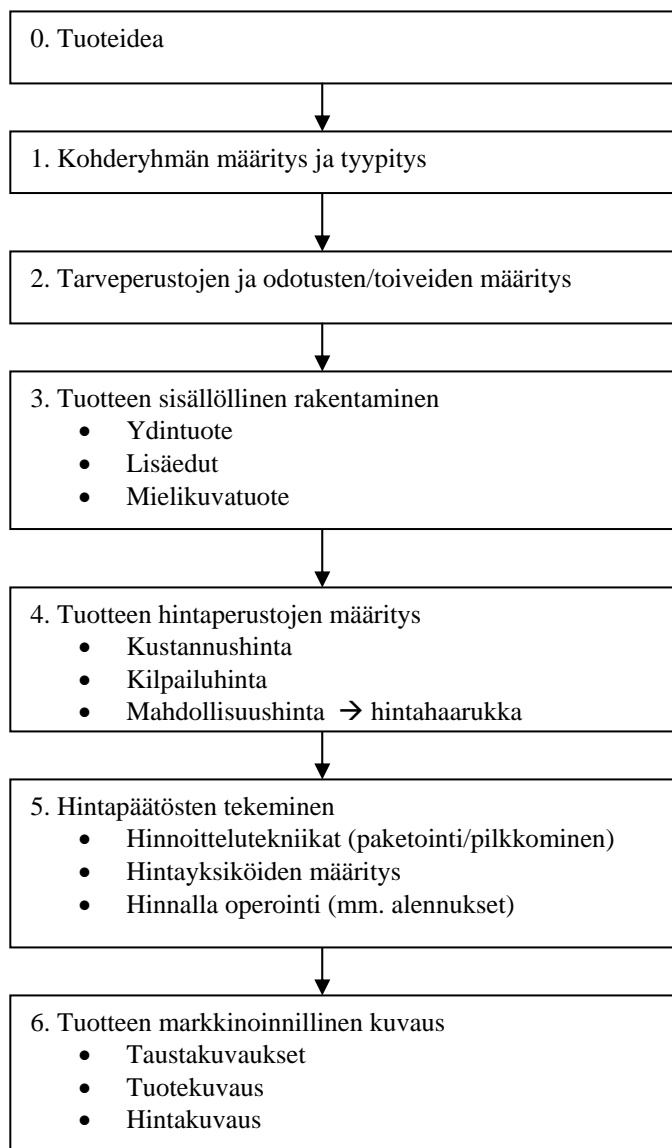 0. Tuoteidea
1. Kohderyhmän määritys ja tyypitys
2. Tarveperustojen ja odotusten/toiveiden määritys
3. Tuotteen sisällöllinen rakentaminen
• Ydintuote
• Lisäedut
• Mielikuvatuote
4. Tuotteen hintaperustojen määritys
• Kustannushinta
• Kilpailuhinta
• Mahdollisuushinta → hintahaarukka
5. Hintapäätösten tekeminen
• Hinnoittelutekniikat (paketointi/pilkkominen)
• Hintayksiköiden määritys
• Hinnalla operointi (mm. alennukset)
6. Tuotteen markkinoinnillinen kuvaus
• Taustakuvaukset
• Tuotekuvaus
• Hintakuvaus